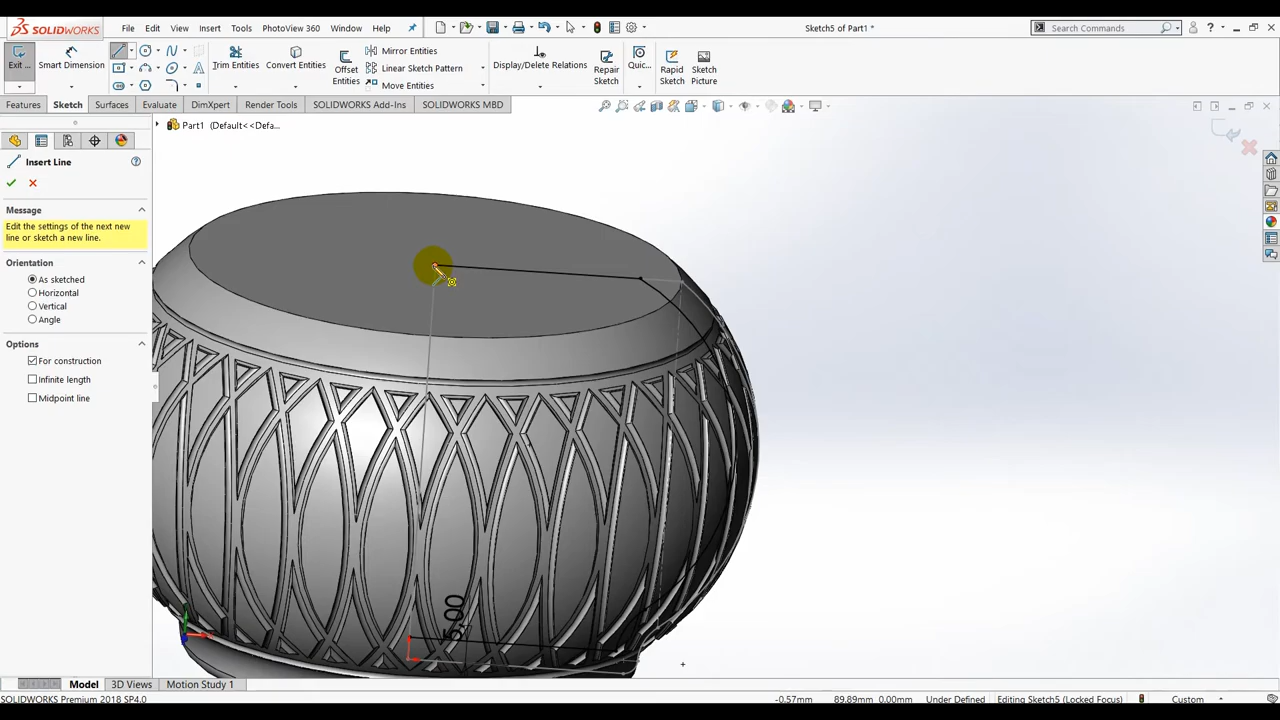 SOLIDWORKS File Edit View Insert Tools PhotoView 360 Window Help Sketch5 of Part1 * Search Commands ?
Exit ... Smart Dimension Trim Entities Convert Entities Offset Entities Mirror Entities Linear Sketch Pattern Move Entities Display/Delete Relations Repair Sketch Quic... Rapid Sketch Sketch Picture
Features Sketch Surfaces Evaluate DimXpert Render Tools SOLIDWORKS Add-Ins SOLIDWORKS MBD
Part1 (Default<<Defa...
Insert Line
Message
Edit the settings of the next new
line or sketch a new line.
Orientation
As sketched
Horizontal
Vertical
Angle
Options
For construction
Infinite length
Midpoint line
5.00
Model 3D Views Motion Study 1
SOLIDWORKS Premium 2018 SP4.0 -0.57mm 89.89mm 0.00mm Under Defined Editing Sketch5 (Locked Focus) Custom